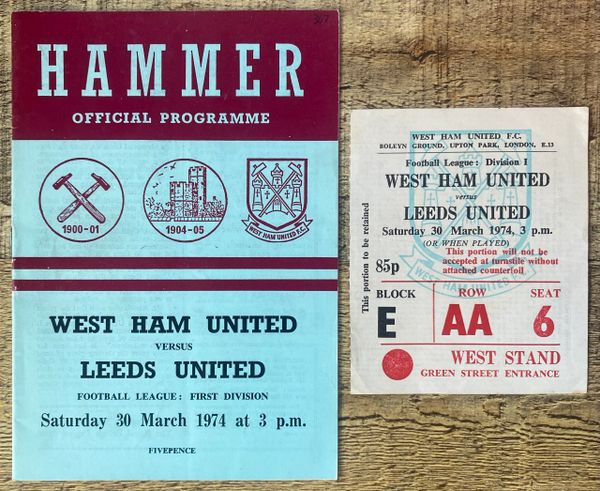 307
HAMMER
OFFICIAL PROGRAMME
1900-01
1904-05
WEST HAM UNITED F.C.
WEST HAM UNITED
VERSUS
LEEDS UNITED
FOOTBALL LEAGUE: FIRST DIVISION
Saturday 30 March 1974 at 3 p.m.
FIVEPENCE
WEST HAM UNITED F.C.
BOLEYN GROUND, UPTON PARK, LONDON, E.13
Football League: Division I
WEST HAM UNITED
versus
LEEDS UNITED
Saturday 30 March 1974, 3 p.m.
(OR WHEN PLAYED)
85p
This portion will not be
accepted at turnstile without
attached counterfoil
WEST HAM UNITED F.C.
This portion to be retained
BLOCK
ROW
SEAT
E
AA
6
WEST STAND
GREEN STREET ENTRANCE